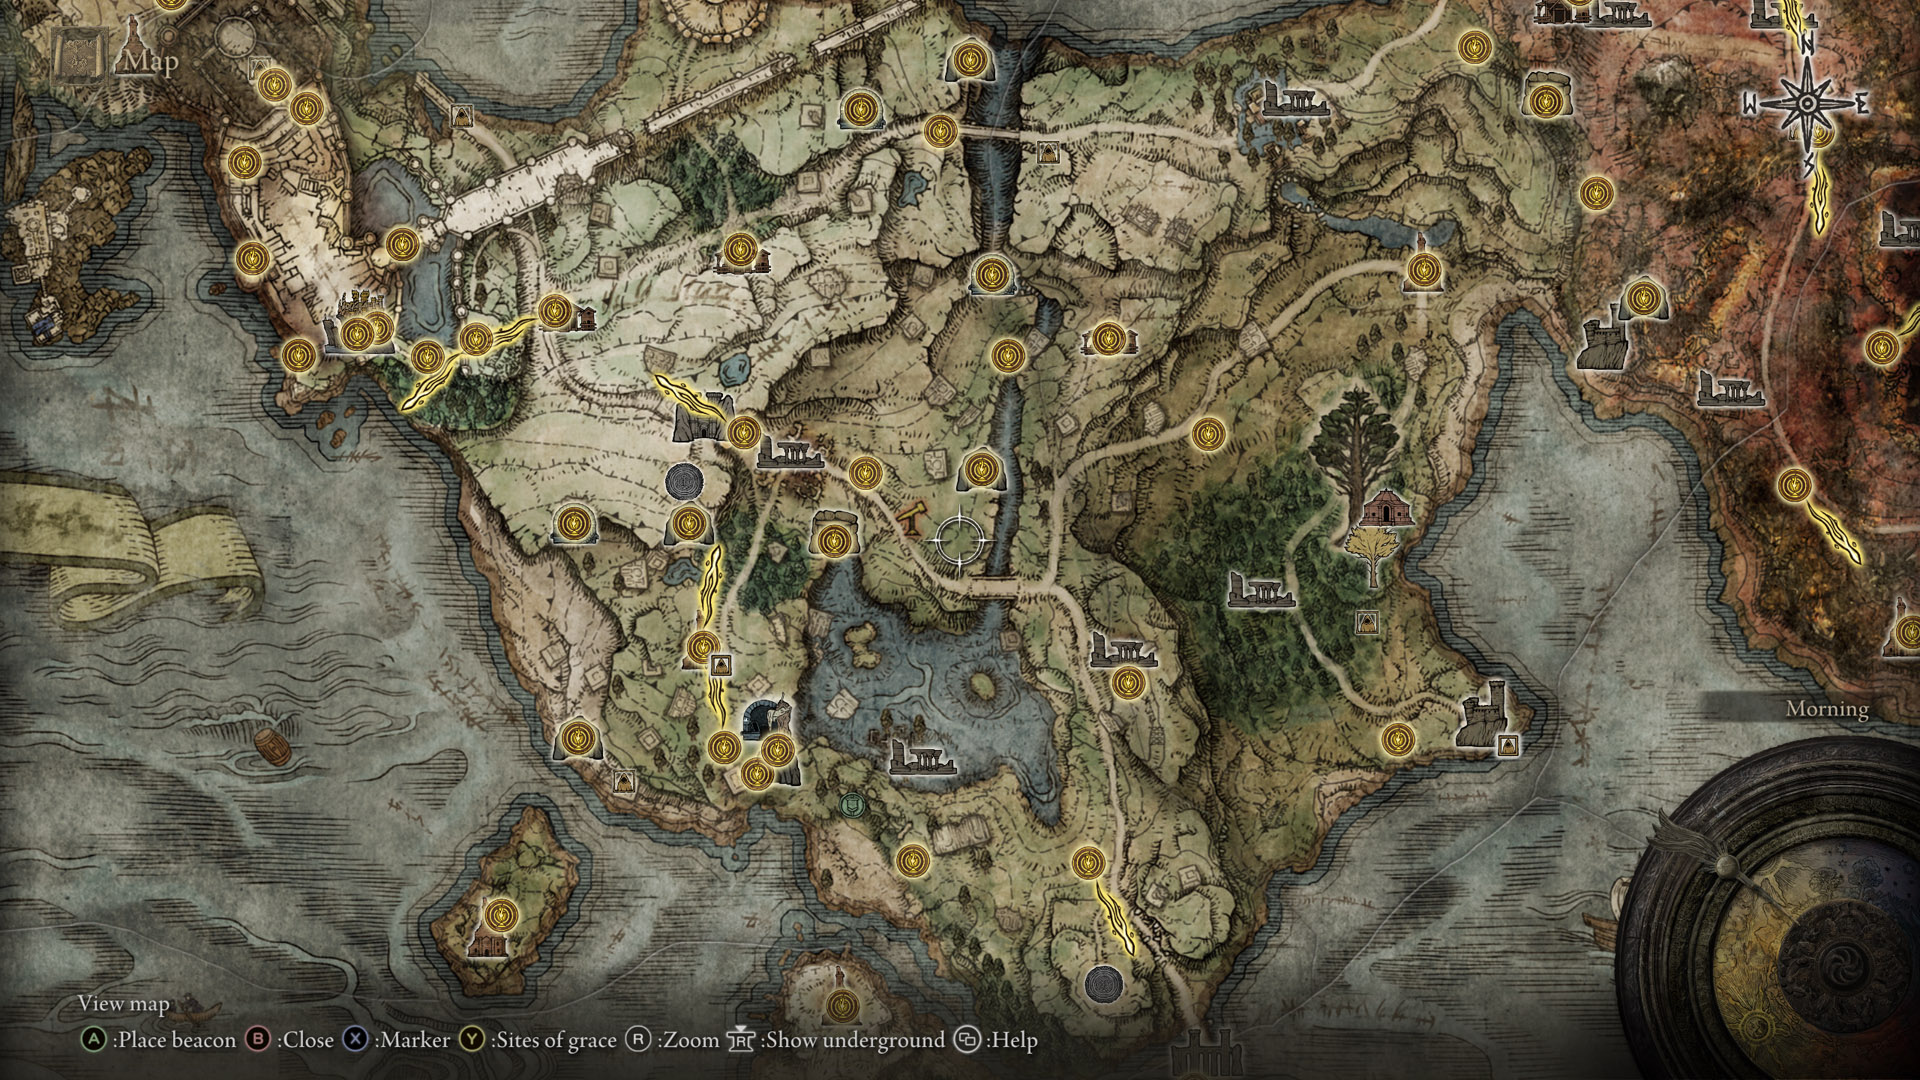 Map
N
W E
S
Morning
View map
A :Place beacon B :Close X :Marker Y :Sites of grace R :Zoom R :Show underground :Help